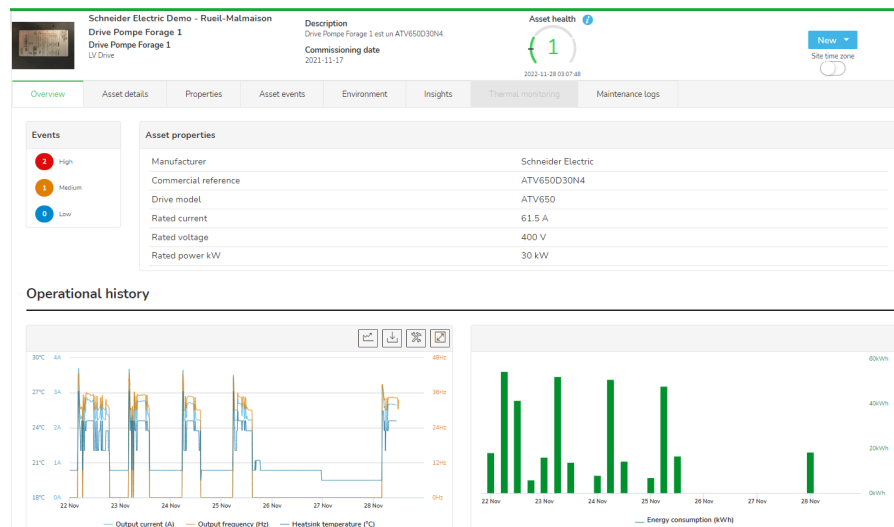 Schneider Electric Demo - Rueil-Malmaison
Drive Pompe Forage 1
Drive Pompe Forage 1
LV Drive
Description
Drive Pompe Forage 1 est un ATV650D30N4
Commissioning date
2021-11-17
Asset health
1
2022-11-28 03:07:48
New
Site time zone
Overview Asset details Properties Asset events Environment Insights Thermal monitoring Maintenance logs
Events
2 High
1 Medium
0 Low
Asset properties
Manufacturer Schneider Electric
Commercial reference ATV650D30N4
Drive model ATV650
Rated current 61.5 A
Rated voltage 400 V
Rated power kW 30 kW
Operational history
30°C 4A 48Hz
27°C 3A 36Hz
24°C 2A 24Hz
21°C 1A 12Hz
18°C 0A 0Hz
22 Nov 23 Nov 24 Nov 25 Nov 26 Nov 27 Nov 28 Nov
Output current (A) Output frequency (Hz) Heatsink temperature (°C)
60kWh
40kWh
20kWh
0kWh
22 Nov 23 Nov 24 Nov 25 Nov 26 Nov 27 Nov 28 Nov
Energy consumption (kWh)